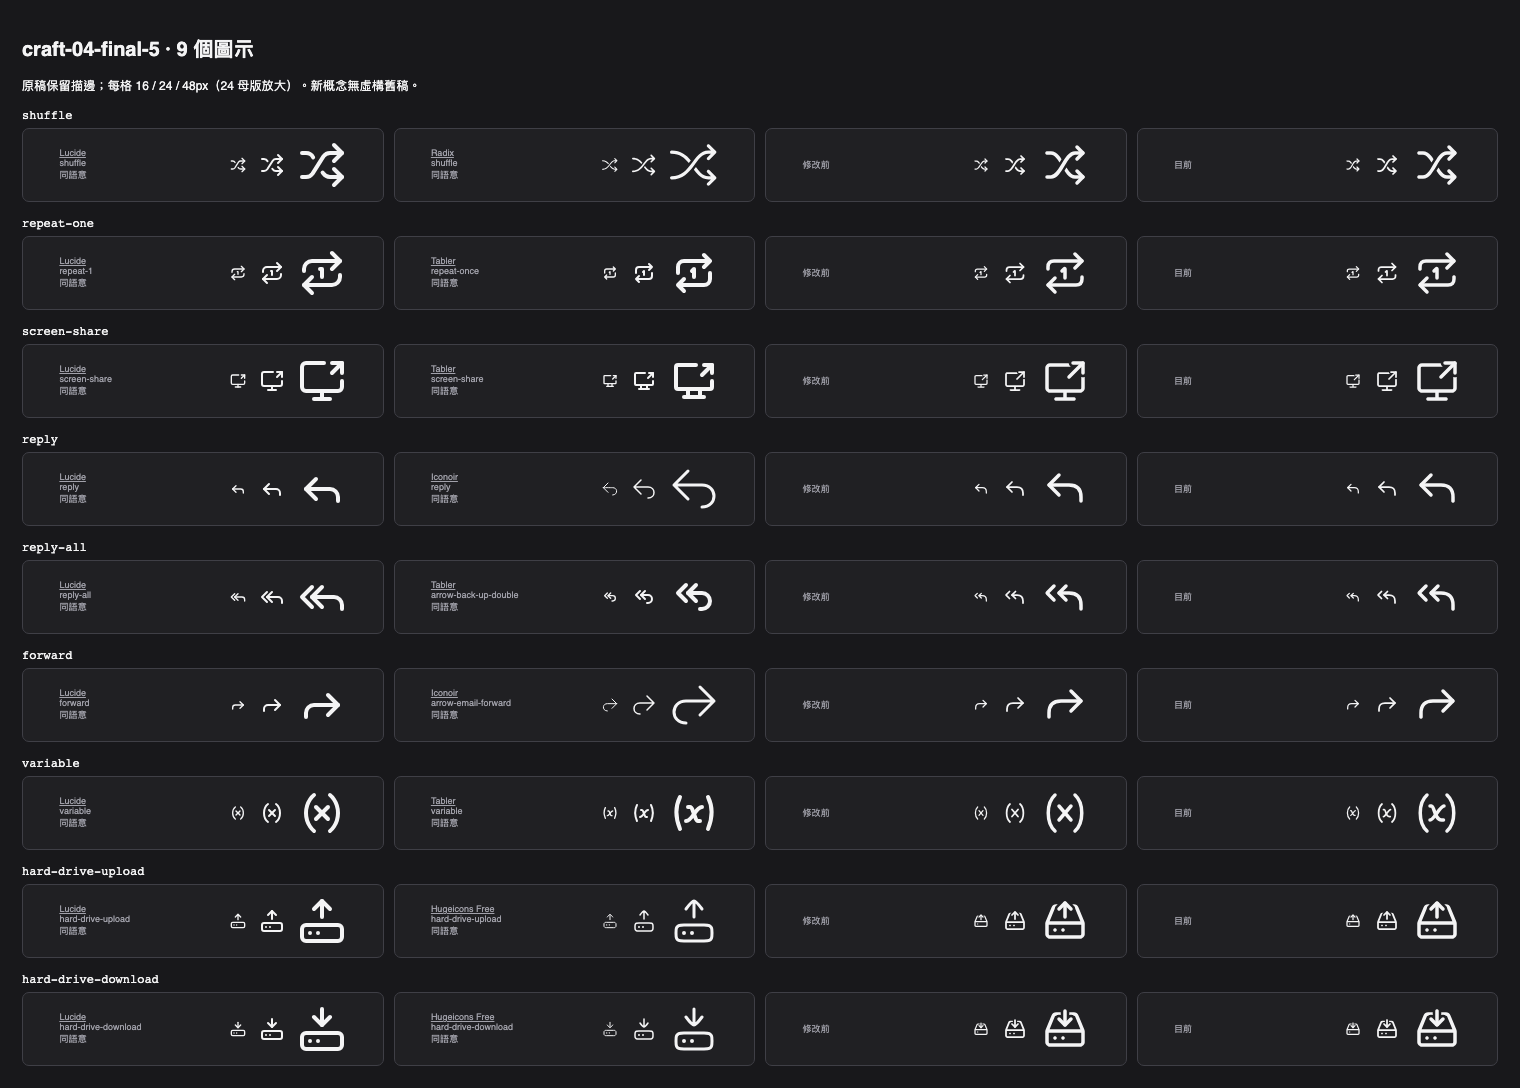 craft-04-final-5 · 9 個圖示
原稿保留描邊；每格 16 / 24 / 48px（24 母版放大）。新概念無虛構舊稿。
shuffle
Lucide
shuffle
同語意
Radix
shuffle
同語意
修改前
目前
repeat-one
Lucide
repeat-1
同語意
Tabler
repeat-once
同語意
修改前
目前
screen-share
Lucide
screen-share
同語意
Tabler
screen-share
同語意
修改前
目前
reply
Lucide
reply
同語意
Iconoir
reply
同語意
修改前
目前
reply-all
Lucide
reply-all
同語意
Tabler
arrow-back-up-double
同語意
修改前
目前
forward
Lucide
forward
同語意
Iconoir
arrow-email-forward
同語意
修改前
目前
variable
Lucide
variable
同語意
Tabler
variable
同語意
修改前
目前
hard-drive-upload
Lucide
hard-drive-upload
同語意
Hugeicons Free
hard-drive-upload
同語意
修改前
目前
hard-drive-download
Lucide
hard-drive-download
同語意
Hugeicons Free
hard-drive-download
同語意
修改前
目前